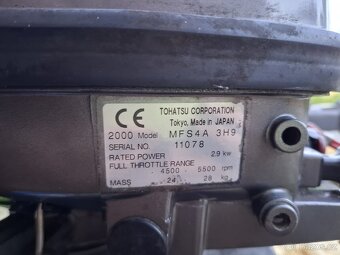 CE
TOHATSU CORPORATION
Tokyo, Made in JAPAN
2000 Model MFS4A 3H9
SERIAL NO. 11078
RATED POWER 2.9 kw
FULL THROTTLE RANGE
4500 5500 rpm
MASS 24 28 kg